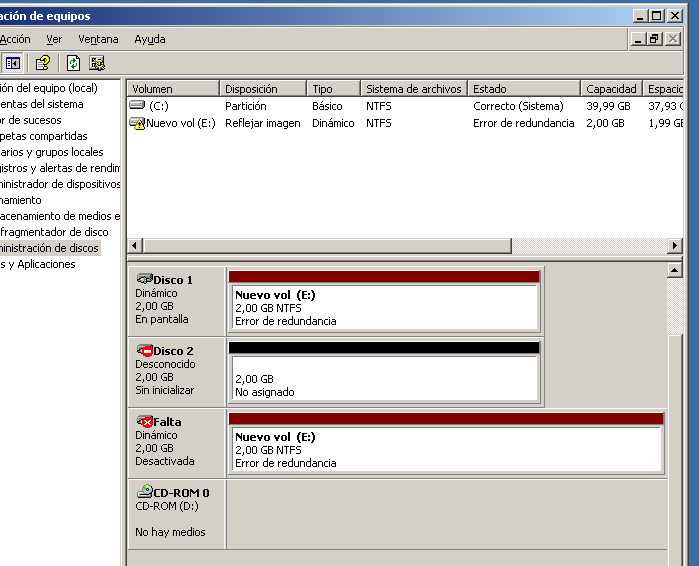 ación de equipos
Acción Ver Ventana Ayuda
ión del equipo (local)
entas del sistema
or de sucesos
petas compartidas
arios y grupos locales
gistros y alertas de rendim
ministrador de dispositivos
namiento
acenamiento de medios e
fragmentador de disco
ministración de discos
s y Aplicaciones
Volumen Disposición Tipo Sistema de archivos Estado Capacidad Espacio
(C:) Partición Básico NTFS Correcto (Sistema) 39,99 GB 37,93 G
Nuevo vol (E:) Reflejar imagen Dinámico NTFS Error de redundancia 2,00 GB 1,99 GB
Disco 1
Dinámico
2,00 GB
En pantalla
Nuevo vol (E:)
2,00 GB NTFS
Error de redundancia
Disco 2
Desconocido
2,00 GB
Sin inicializar
2,00 GB
No asignado
Falta
Dinámico
2,00 GB
Desactivada
Nuevo vol (E:)
2,00 GB NTFS
Error de redundancia
CD-ROM 0
CD-ROM (D:)
No hay medios